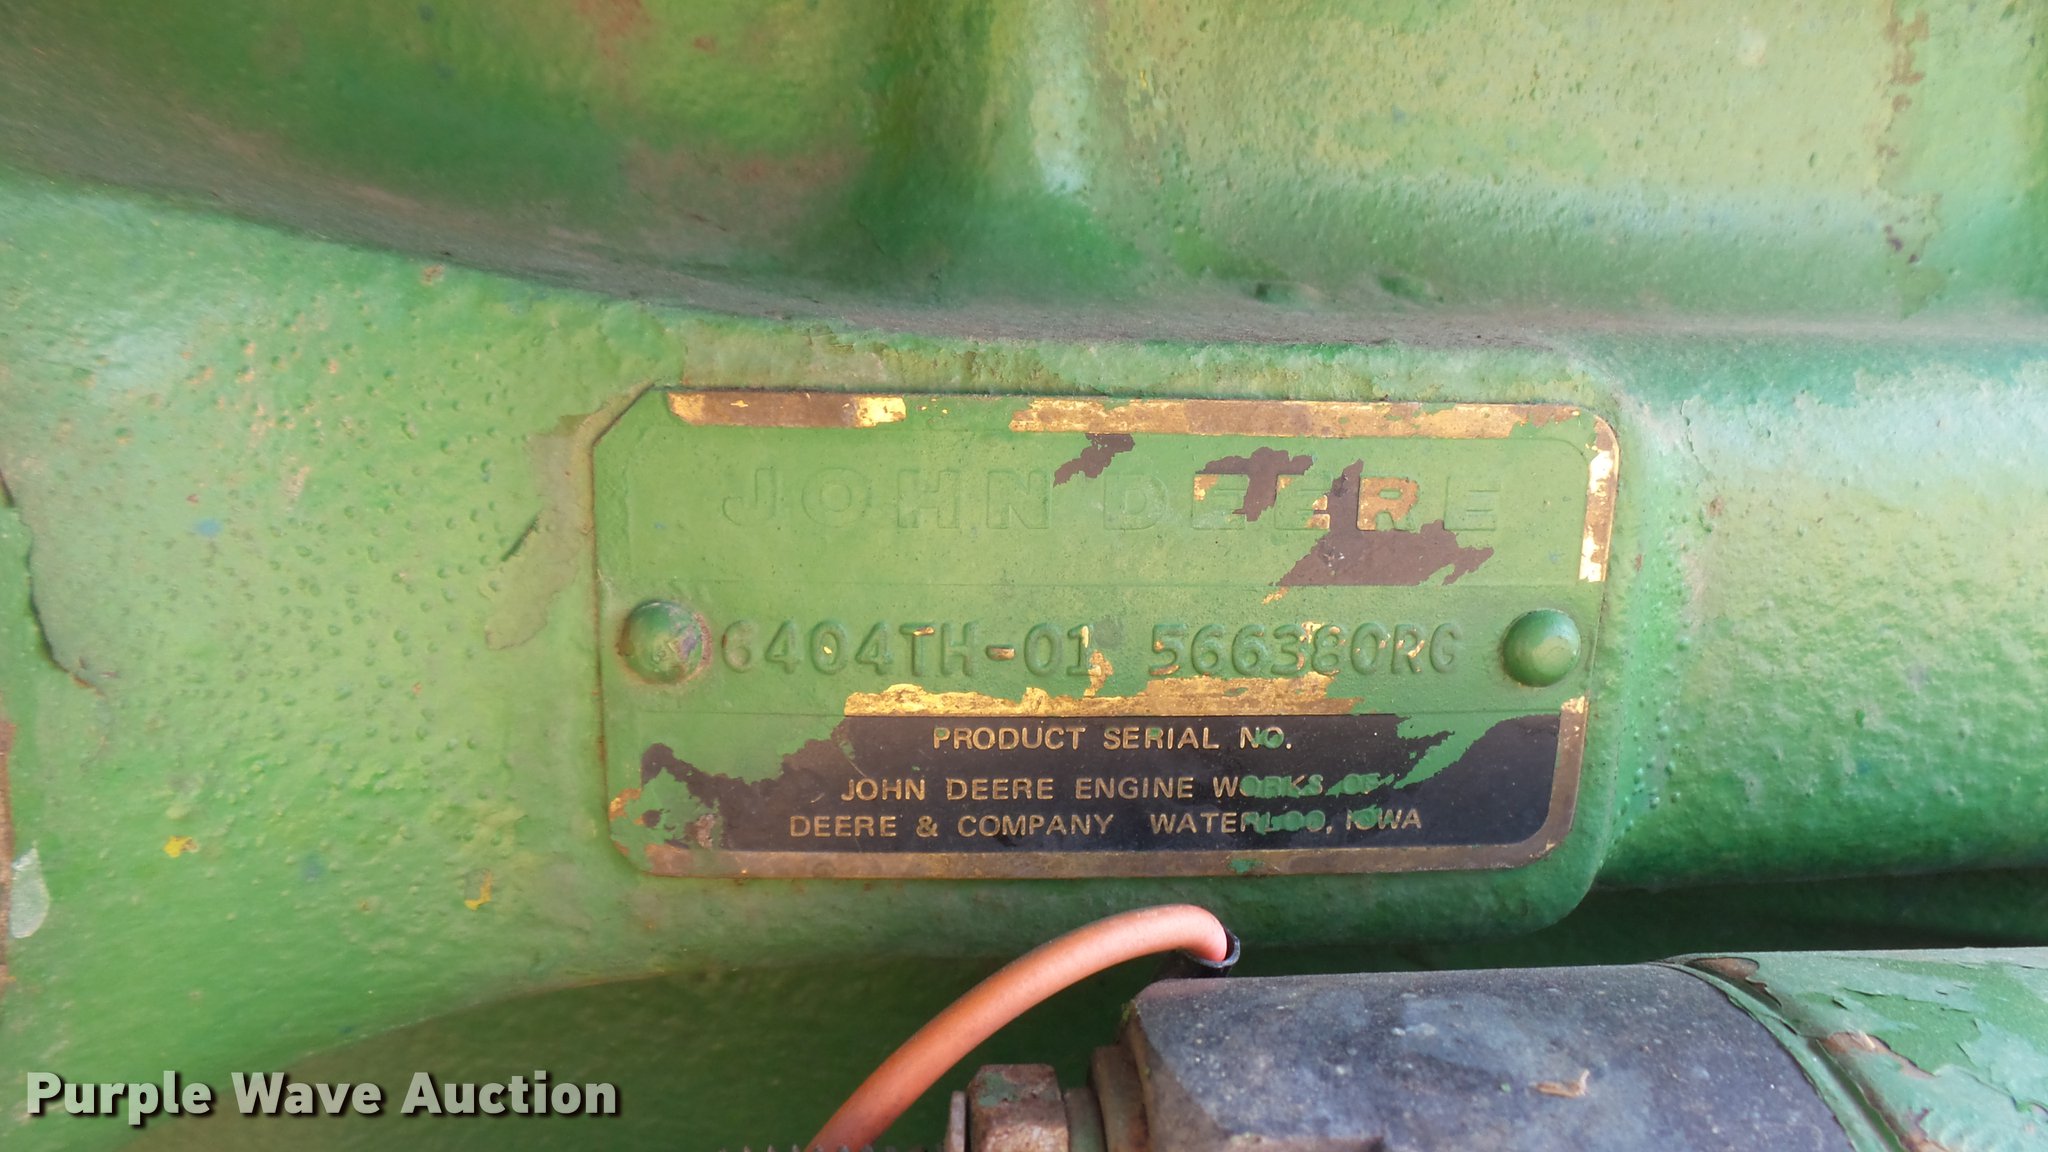 JOHN DEERE
6404TH-01 566380RG
PRODUCT SERIAL NO.
JOHN DEERE ENGINE WORKS OF
DEERE & COMPANY WATERLOO, IOWA
Purple Wave Auction